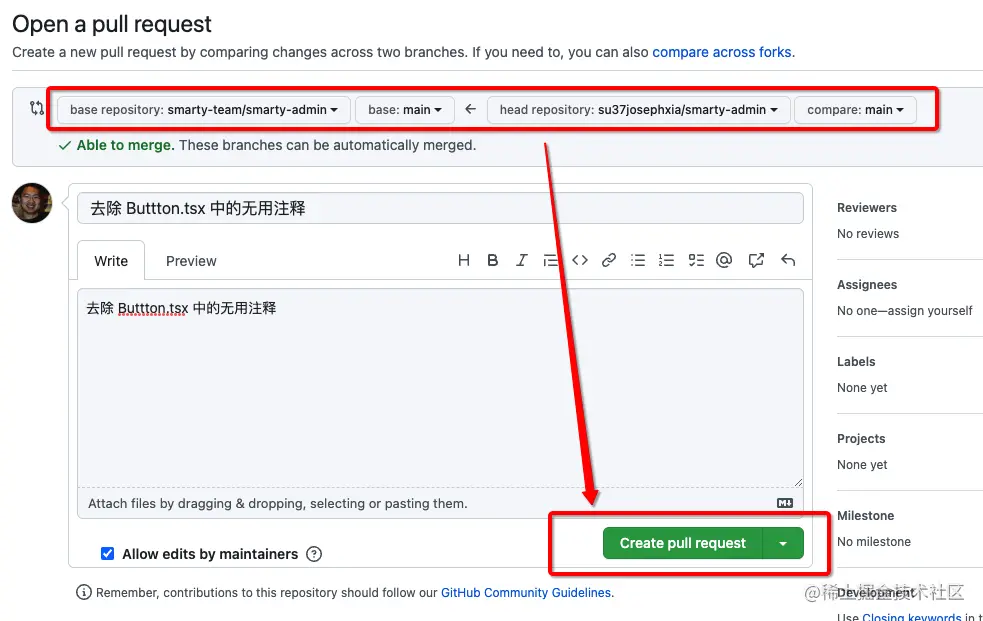 Open a pull request
Create a new pull request by comparing changes across two branches. If you need to, you can also compare across forks.
base repository: smarty-team/smarty-admin base: main head repository: su37josephxia/smarty-admin compare: main
Able to merge. These branches can be automatically merged.
去除 Buttton.tsx 中的无用注释
Write Preview
去除 Buttton.tsx 中的无用注释
Attach files by dragging & dropping, selecting or pasting them.
Allow edits by maintainers
Create pull request
Remember, contributions to this repository should follow our GitHub Community Guidelines.
Reviewers
No reviews
Assignees
No one—assign yourself
Labels
None yet
Projects
None yet
Milestone
No milestone
Development
Use Closing keywords in t
@稀土掘金技术社区